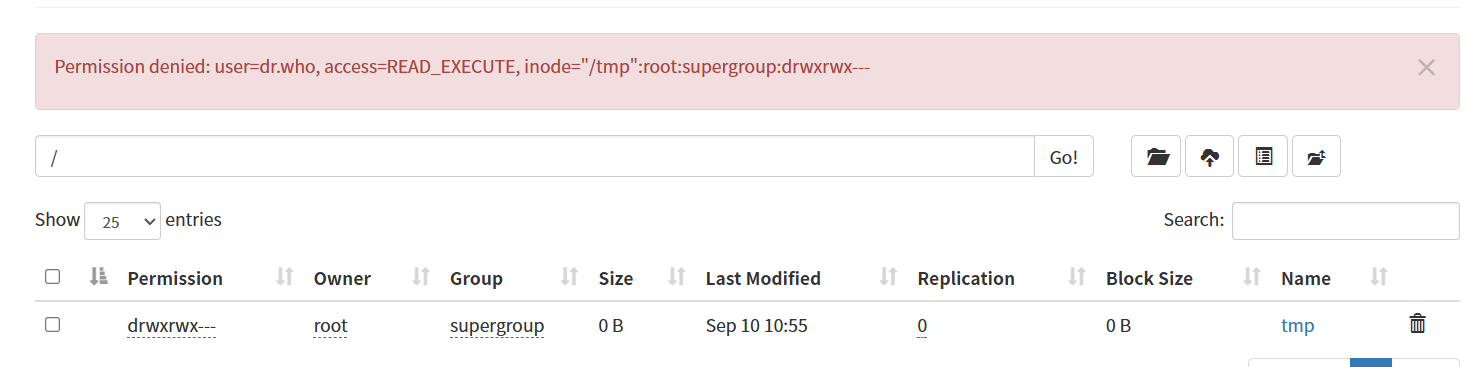 Permission denied: user=dr.who, access=READ_EXECUTE, inode="/tmp":root:supergroup:drwxrwx---
/ Go!
Show 25 entries Search:
Permission Owner Group Size Last Modified Replication Block Size Name
drwxrwx--- root supergroup 0 B Sep 10 10:55 0 0 B tmp